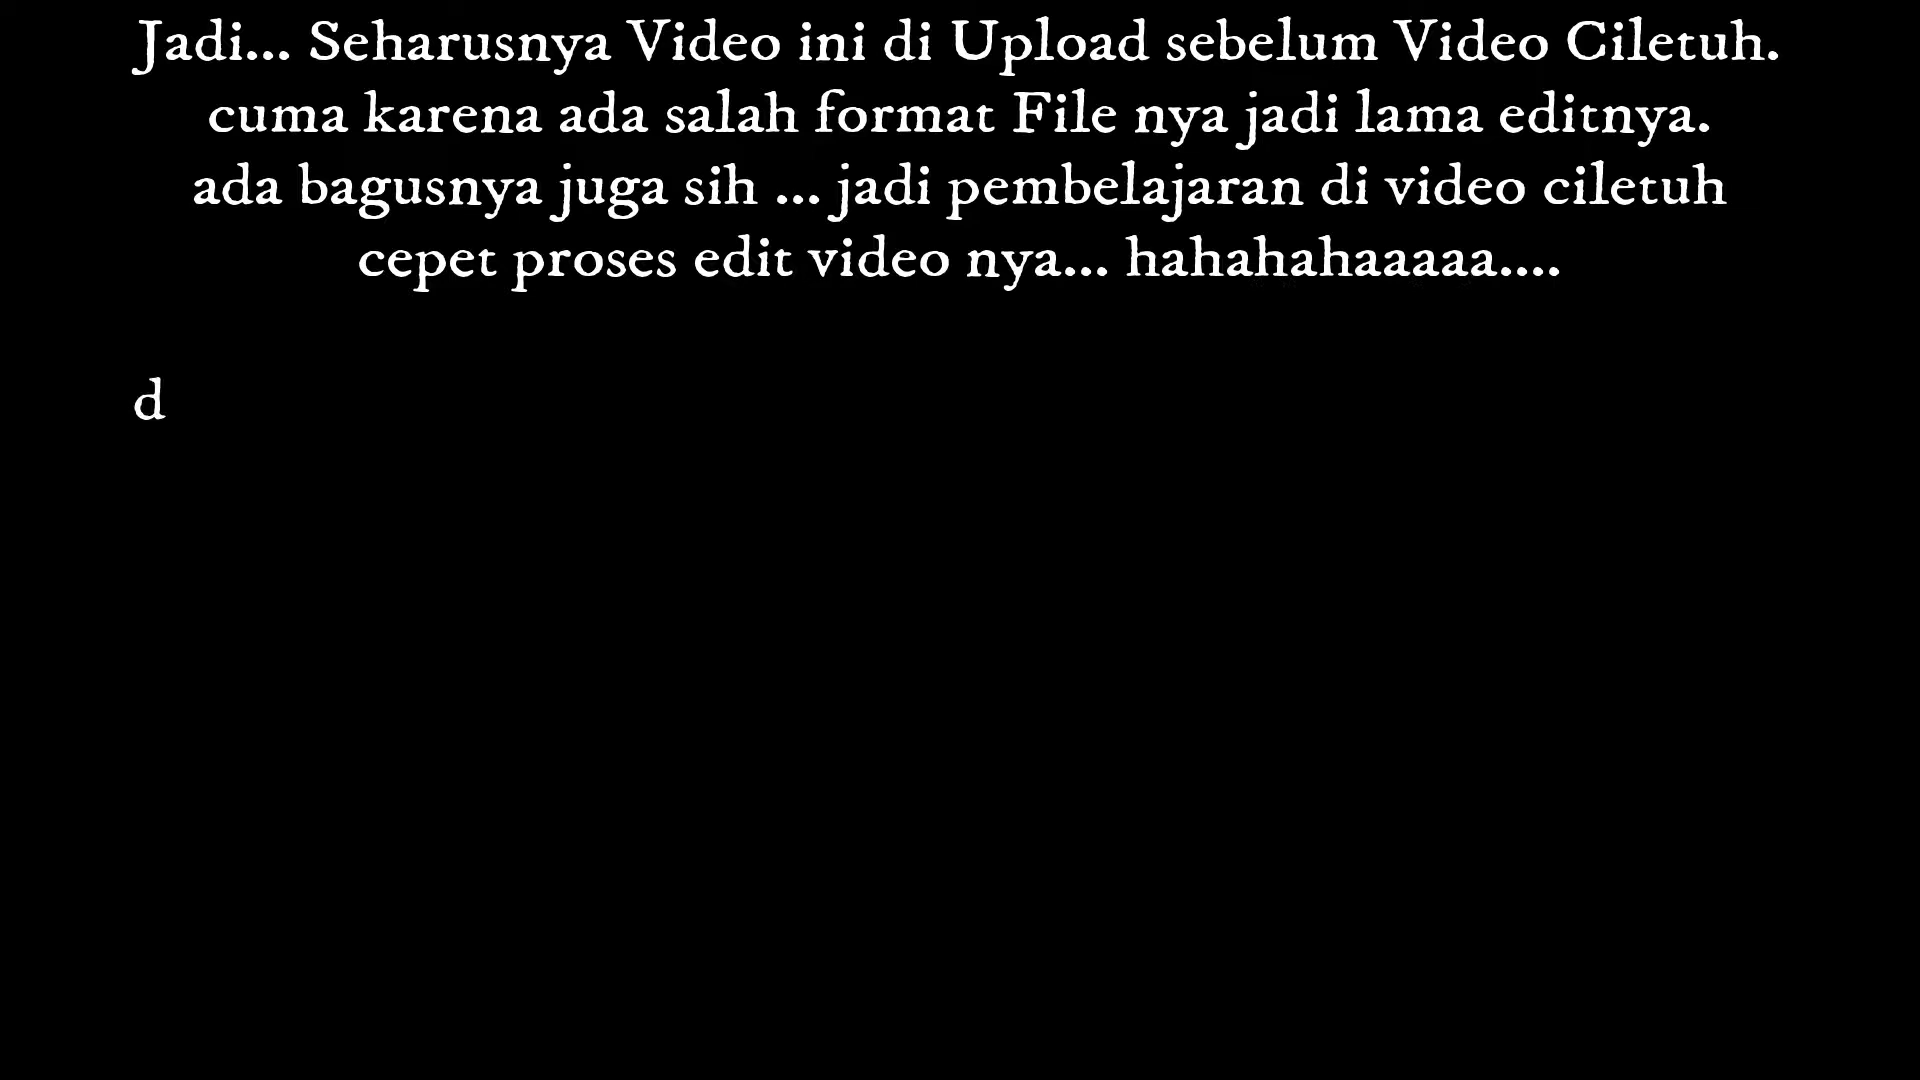 Jadi... Seharusnya Video ini di Upload sebelum Video Ciletuh.
cuma karena ada salah format File nya jadi lama editnya.
ada bagusnya juga sih ... jadi pembelajaran di video ciletuh
cepet proses edit video nya... hahahahaaaaa....
d